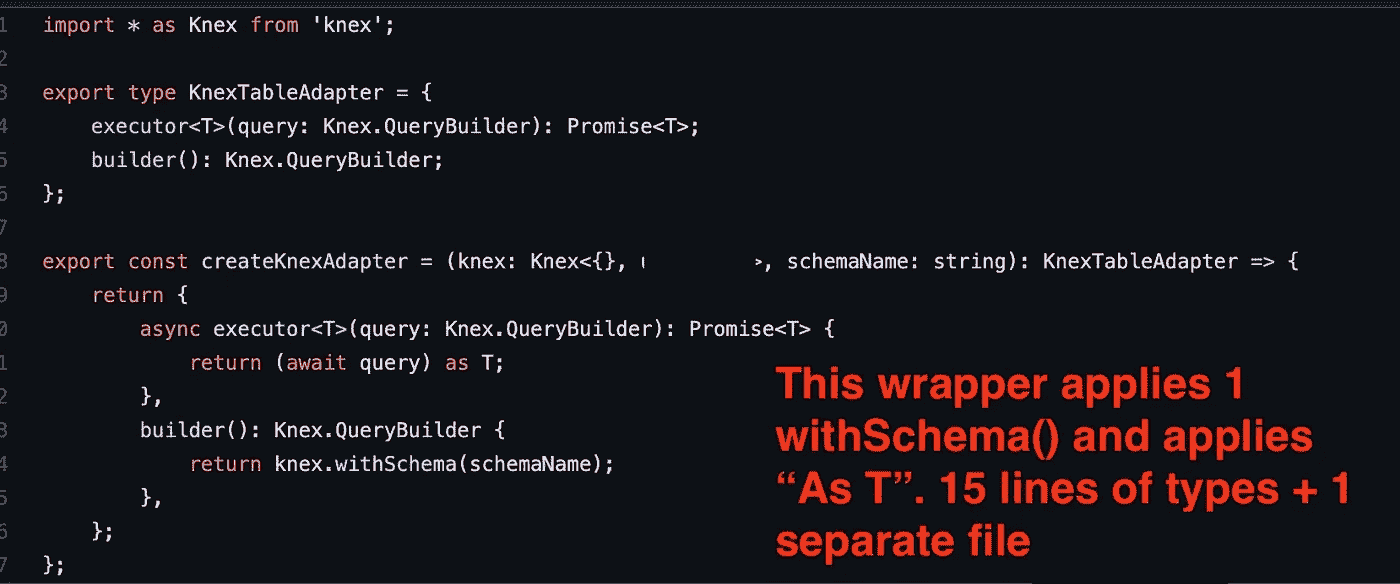 1 import * as Knex from 'knex';
2
3 export type KnexTableAdapter = {
4 executor<T>(query: Knex.QueryBuilder): Promise<T>;
5 builder(): Knex.QueryBuilder;
6 };
7
8 export const createKnexAdapter = (knex: Knex<{}, >, schemaName: string): KnexTableAdapter => {
9 return {
0 async executor<T>(query: Knex.QueryBuilder): Promise<T> {
1 return (await query) as T;
2 },
3 builder(): Knex.QueryBuilder {
4 return knex.withSchema(schemaName);
5 },
6 };
7 };
This wrapper applies 1
withSchema() and applies
“As T”. 15 lines of types + 1
separate file